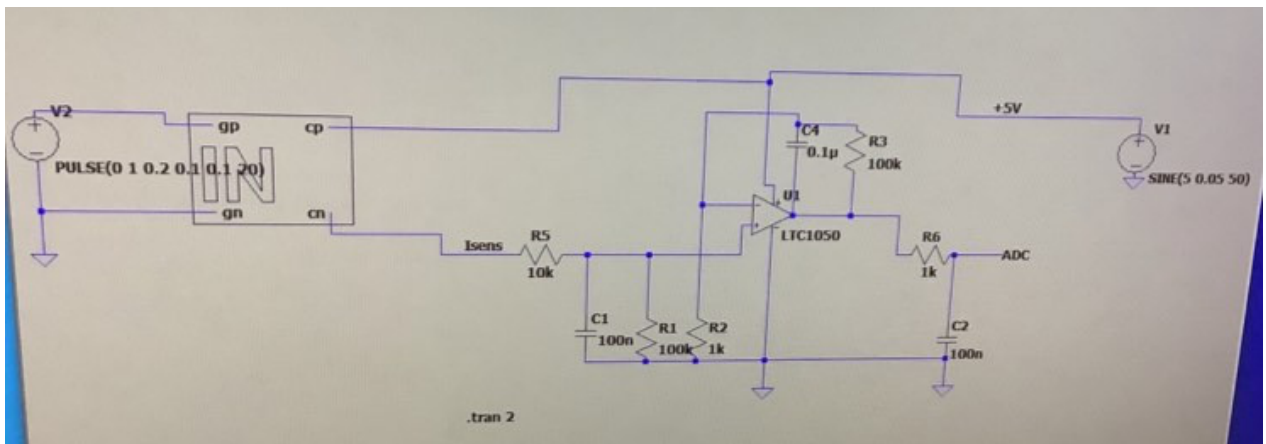 V2
PULSE(0 1 0.2 0.1 0.1 20)
gp
cp
IN
gn
cn
Isens
R5
10k
C1
100n
R1
100k
R2
1k
C4
0.1µ
R3
100k
U1
LTC1050
R6
1k
ADC
C2
100n
+5V
V1
SINE(5 0.05 50)
.tran 2